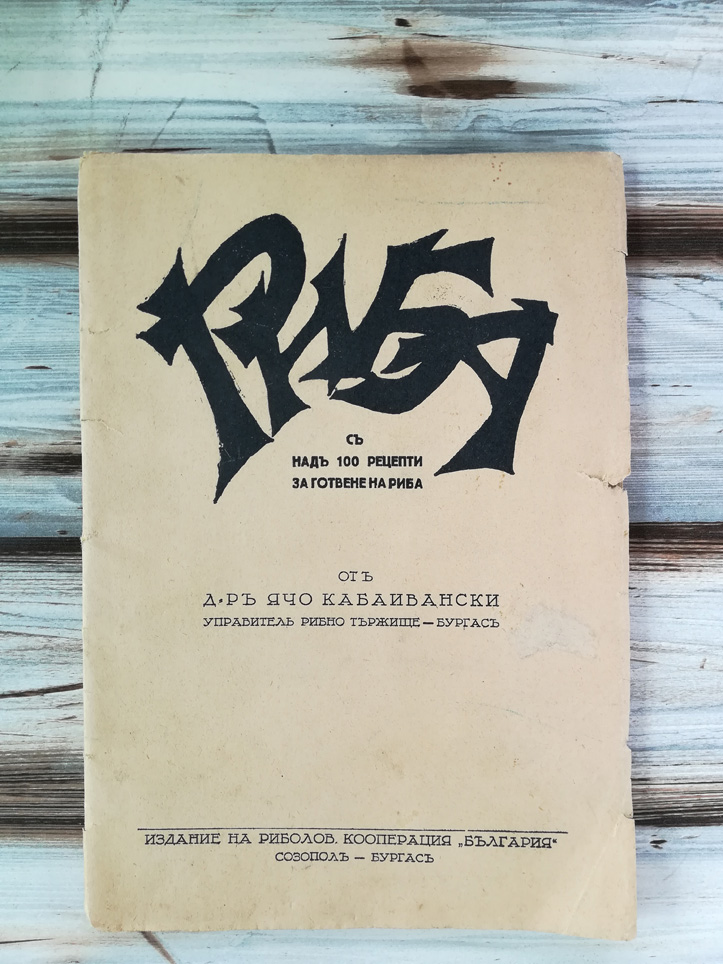 РИБА
СЪ
НАДЪ 100 РЕЦЕПТИ
ЗА ГОТВЕНЕ НА РИБА
ОТЪ
Д-РЪ ЯЧО КАБАИВАНСКИ
УПРАВИТЕЛЬ РИБНО ТЪРЖИЩЕ — БУРГАСЪ
ИЗДАНИЕ НА РИБОЛОВ. КООПЕРАЦИЯ „БЪЛГАРИЯ“
СОЗОПОЛЪ — БУРГАСЪ